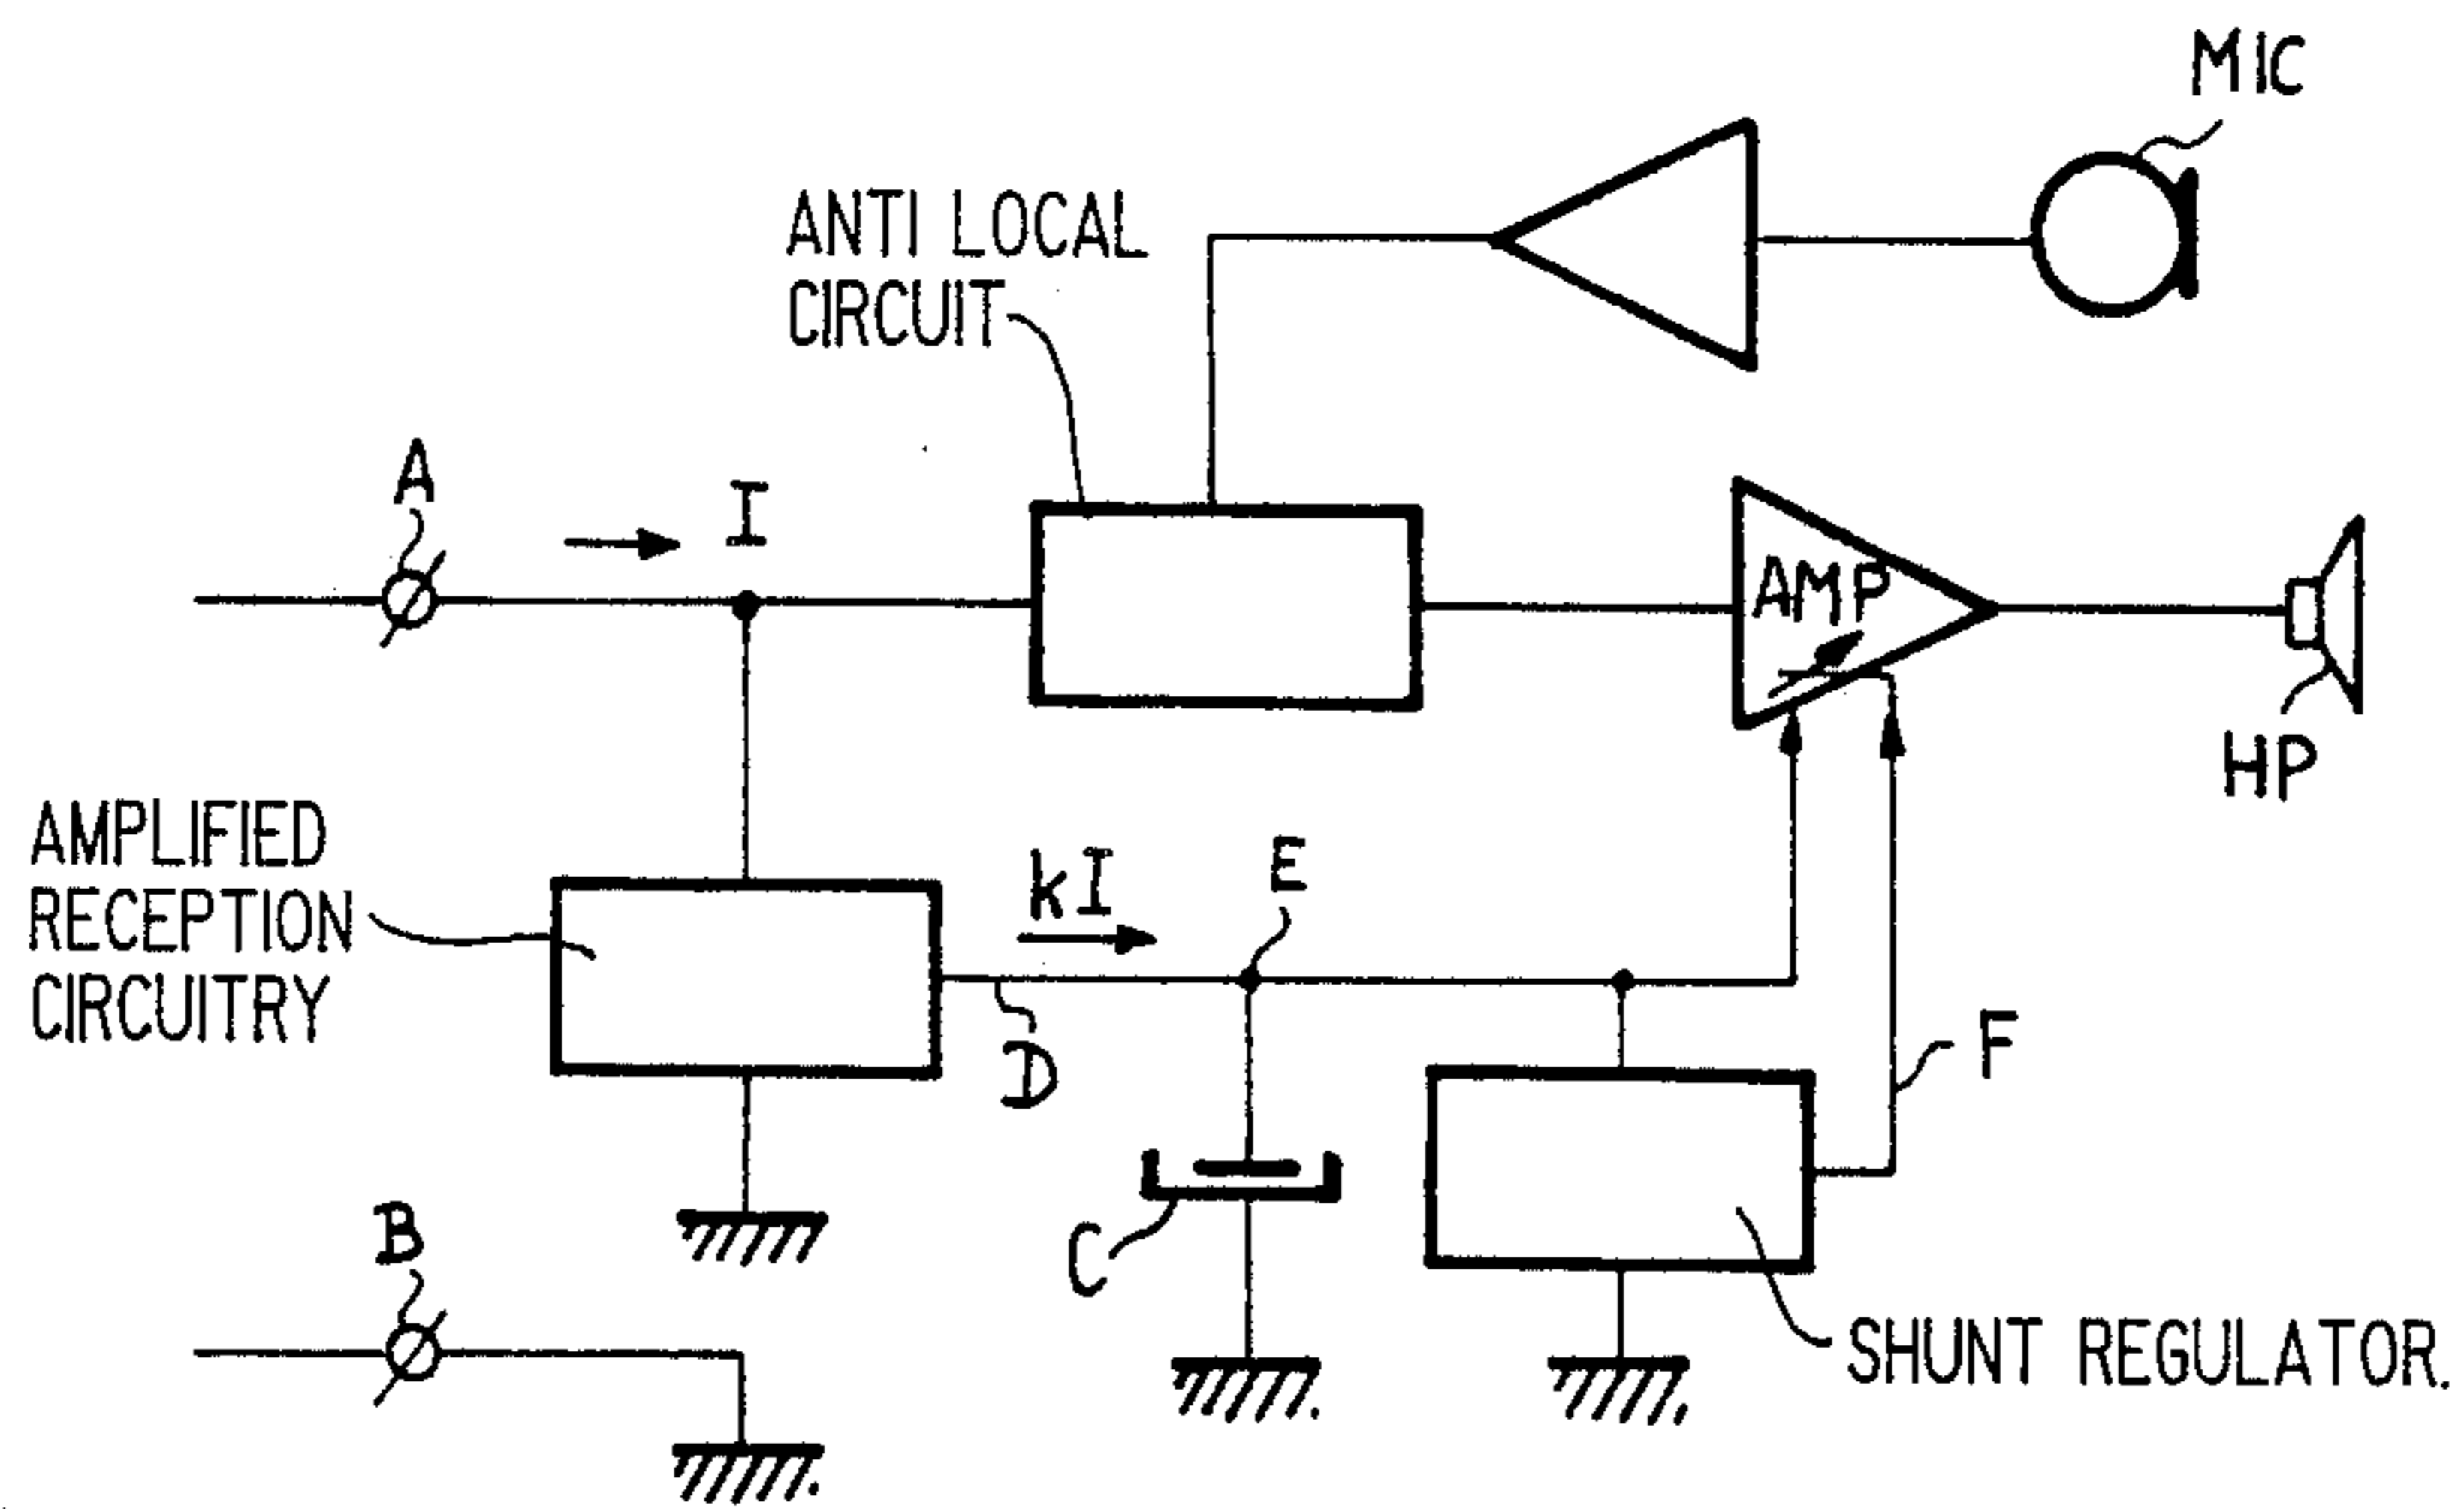 MIC
ANTI LOCAL
CIRCUIT
A
I
AMP
HP
AMPLIFIED
RECEPTION
CIRCUITRY
kI
E
D
F
B
C
SHUNT REGULATOR.